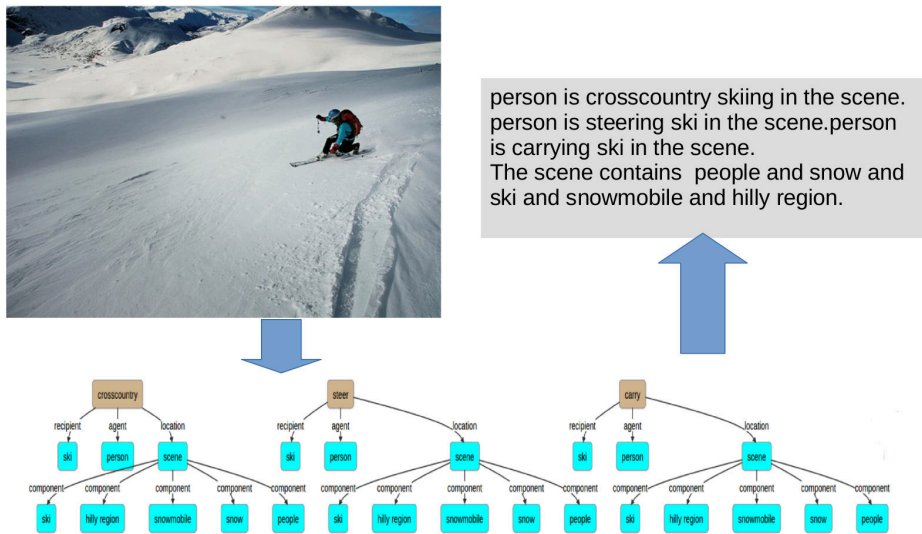 person is crosscountry skiing in the scene.
person is steering ski in the scene.person
is carrying ski in the scene.
The scene contains  people and snow and
ski and snowmobile and hilly region.
crosscountry steer carry
recipient agent location recipient agent location recipient agent location
ski person scene ski person scene ski person scene
component component component component component component component component component component component component component component component
ski hilly region snowmobile snow people ski hilly region snowmobile snow people ski hilly region snowmobile snow people